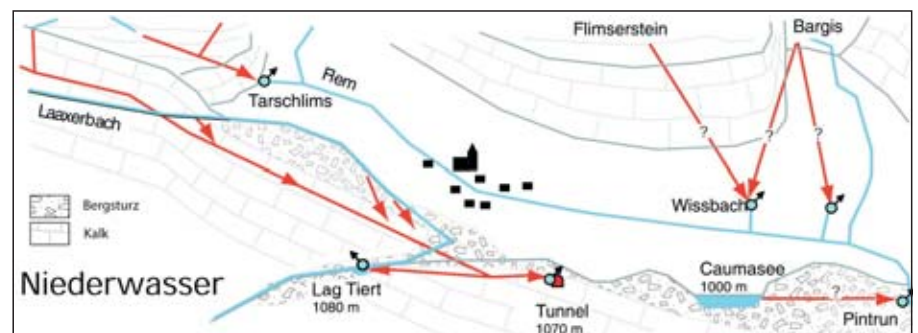 Flimserstein
Bargis
Rem
Tarschlims
Laaxerbach
?
?
?
Bergsturz
Wissbach
Kalk
Niederwasser
Lag Tiert
1080 m
Tunnel
1070 m
Caumasee
1000 m
?
Pintrun